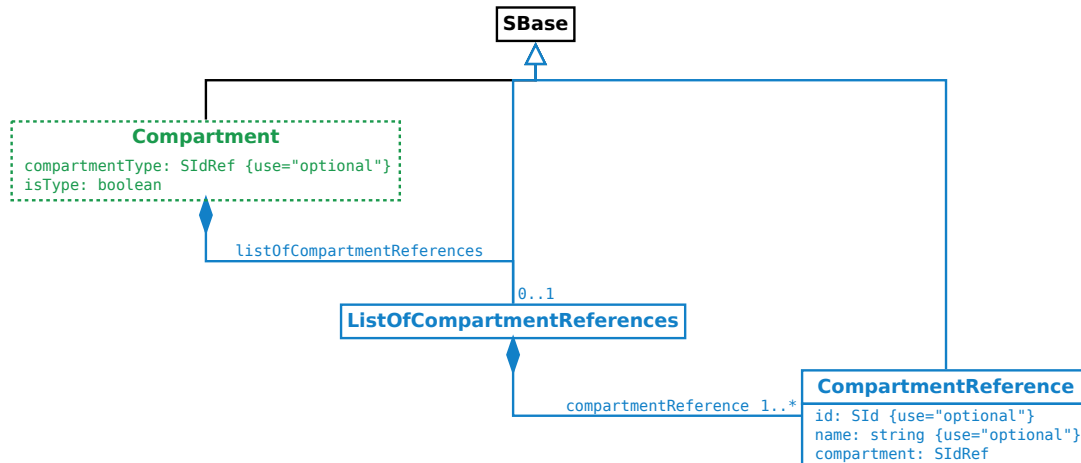 SBase
Compartment
compartmentType: SIdRef {use="optional"}
isType: boolean
listOfCompartmentReferences
0..1
ListOfCompartmentReferences
compartmentReference 1..*
CompartmentReference
id: SId {use="optional"}
name: string {use="optional"}
compartment: SIdRef